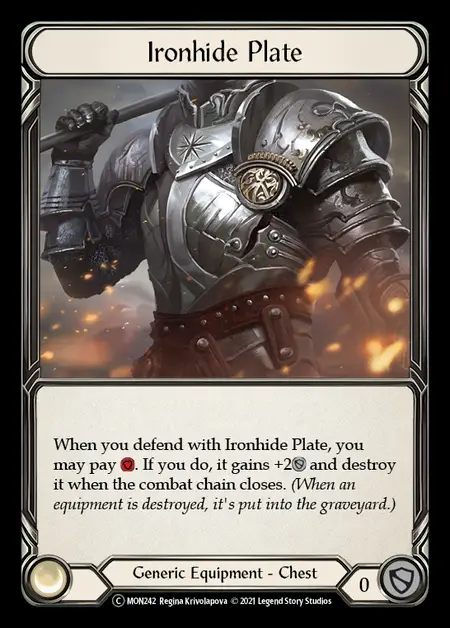 Ironhide Plate
When you defend with Ironhide Plate, you
may pay . If you do, it gains +2 and destroy
it when the combat chain closes. (When an
equipment is destroyed, it's put into the graveyard.)
Generic Equipment - Chest
0
C MON242 Regina Krivolapova © 2021 Legend Story Studios